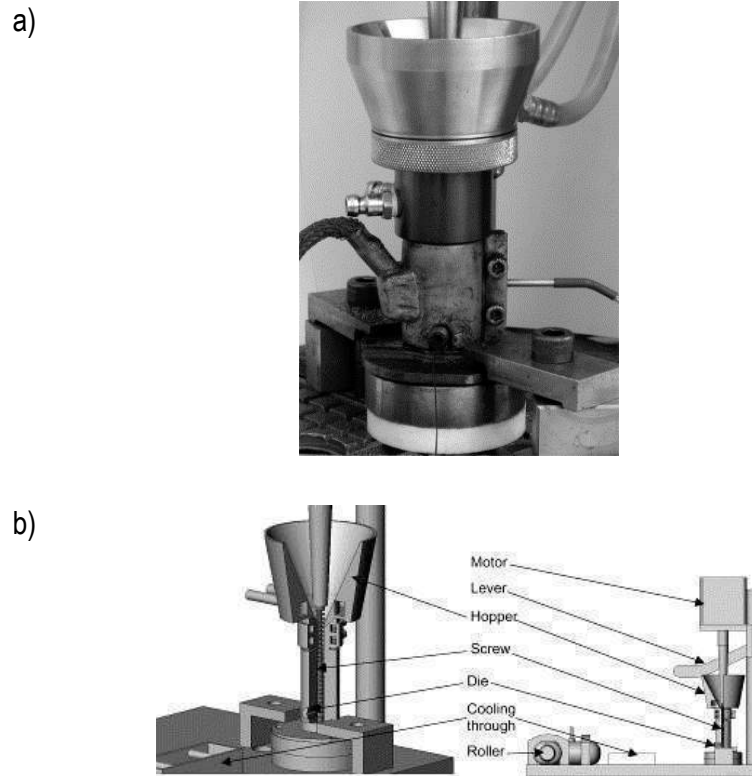 a)
b)
Motor
Lever
Hopper
Screw
Die
Cooling
through
Roller